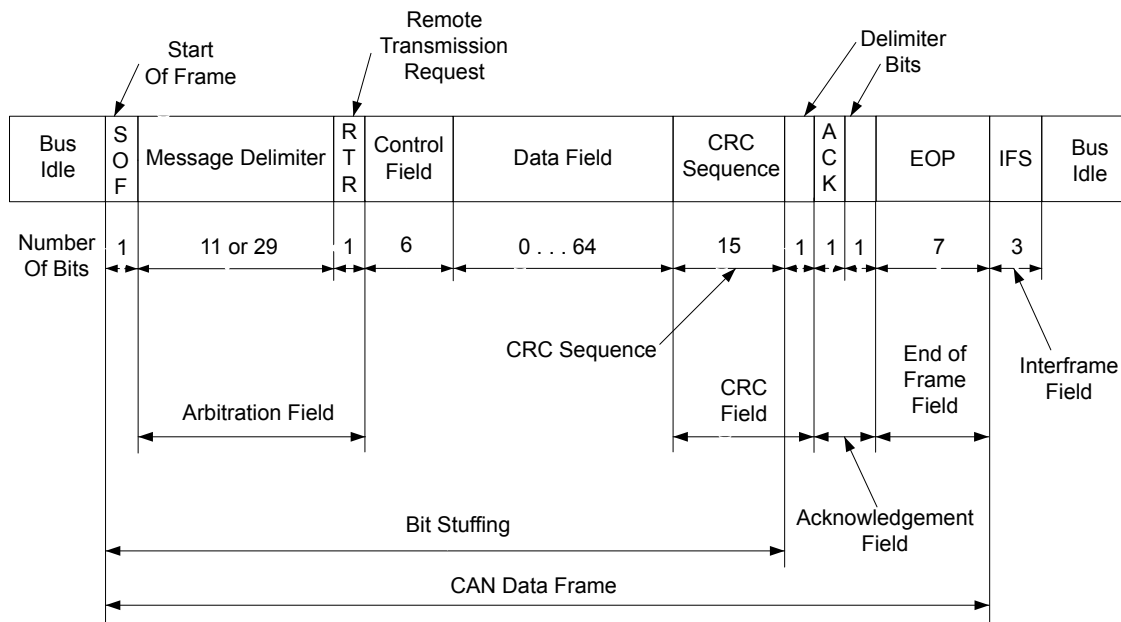 Start
Of Frame
Remote
Transmission
Request
Delimiter
Bits
Bus
Idle
S
O
F
Message Delimiter
R
T
R
Control
Field
Data Field
CRC
Sequence
A
C
K
EOP
IFS
Bus
Idle
Number
Of Bits
1
11 or 29
1
6
0 . . . 64
15
1
1
1
7
3
CRC Sequence
Arbitration Field
CRC
Field
End of
Frame
Field
Interframe
Field
Acknowledgement
Field
Bit Stuffing
CAN Data Frame